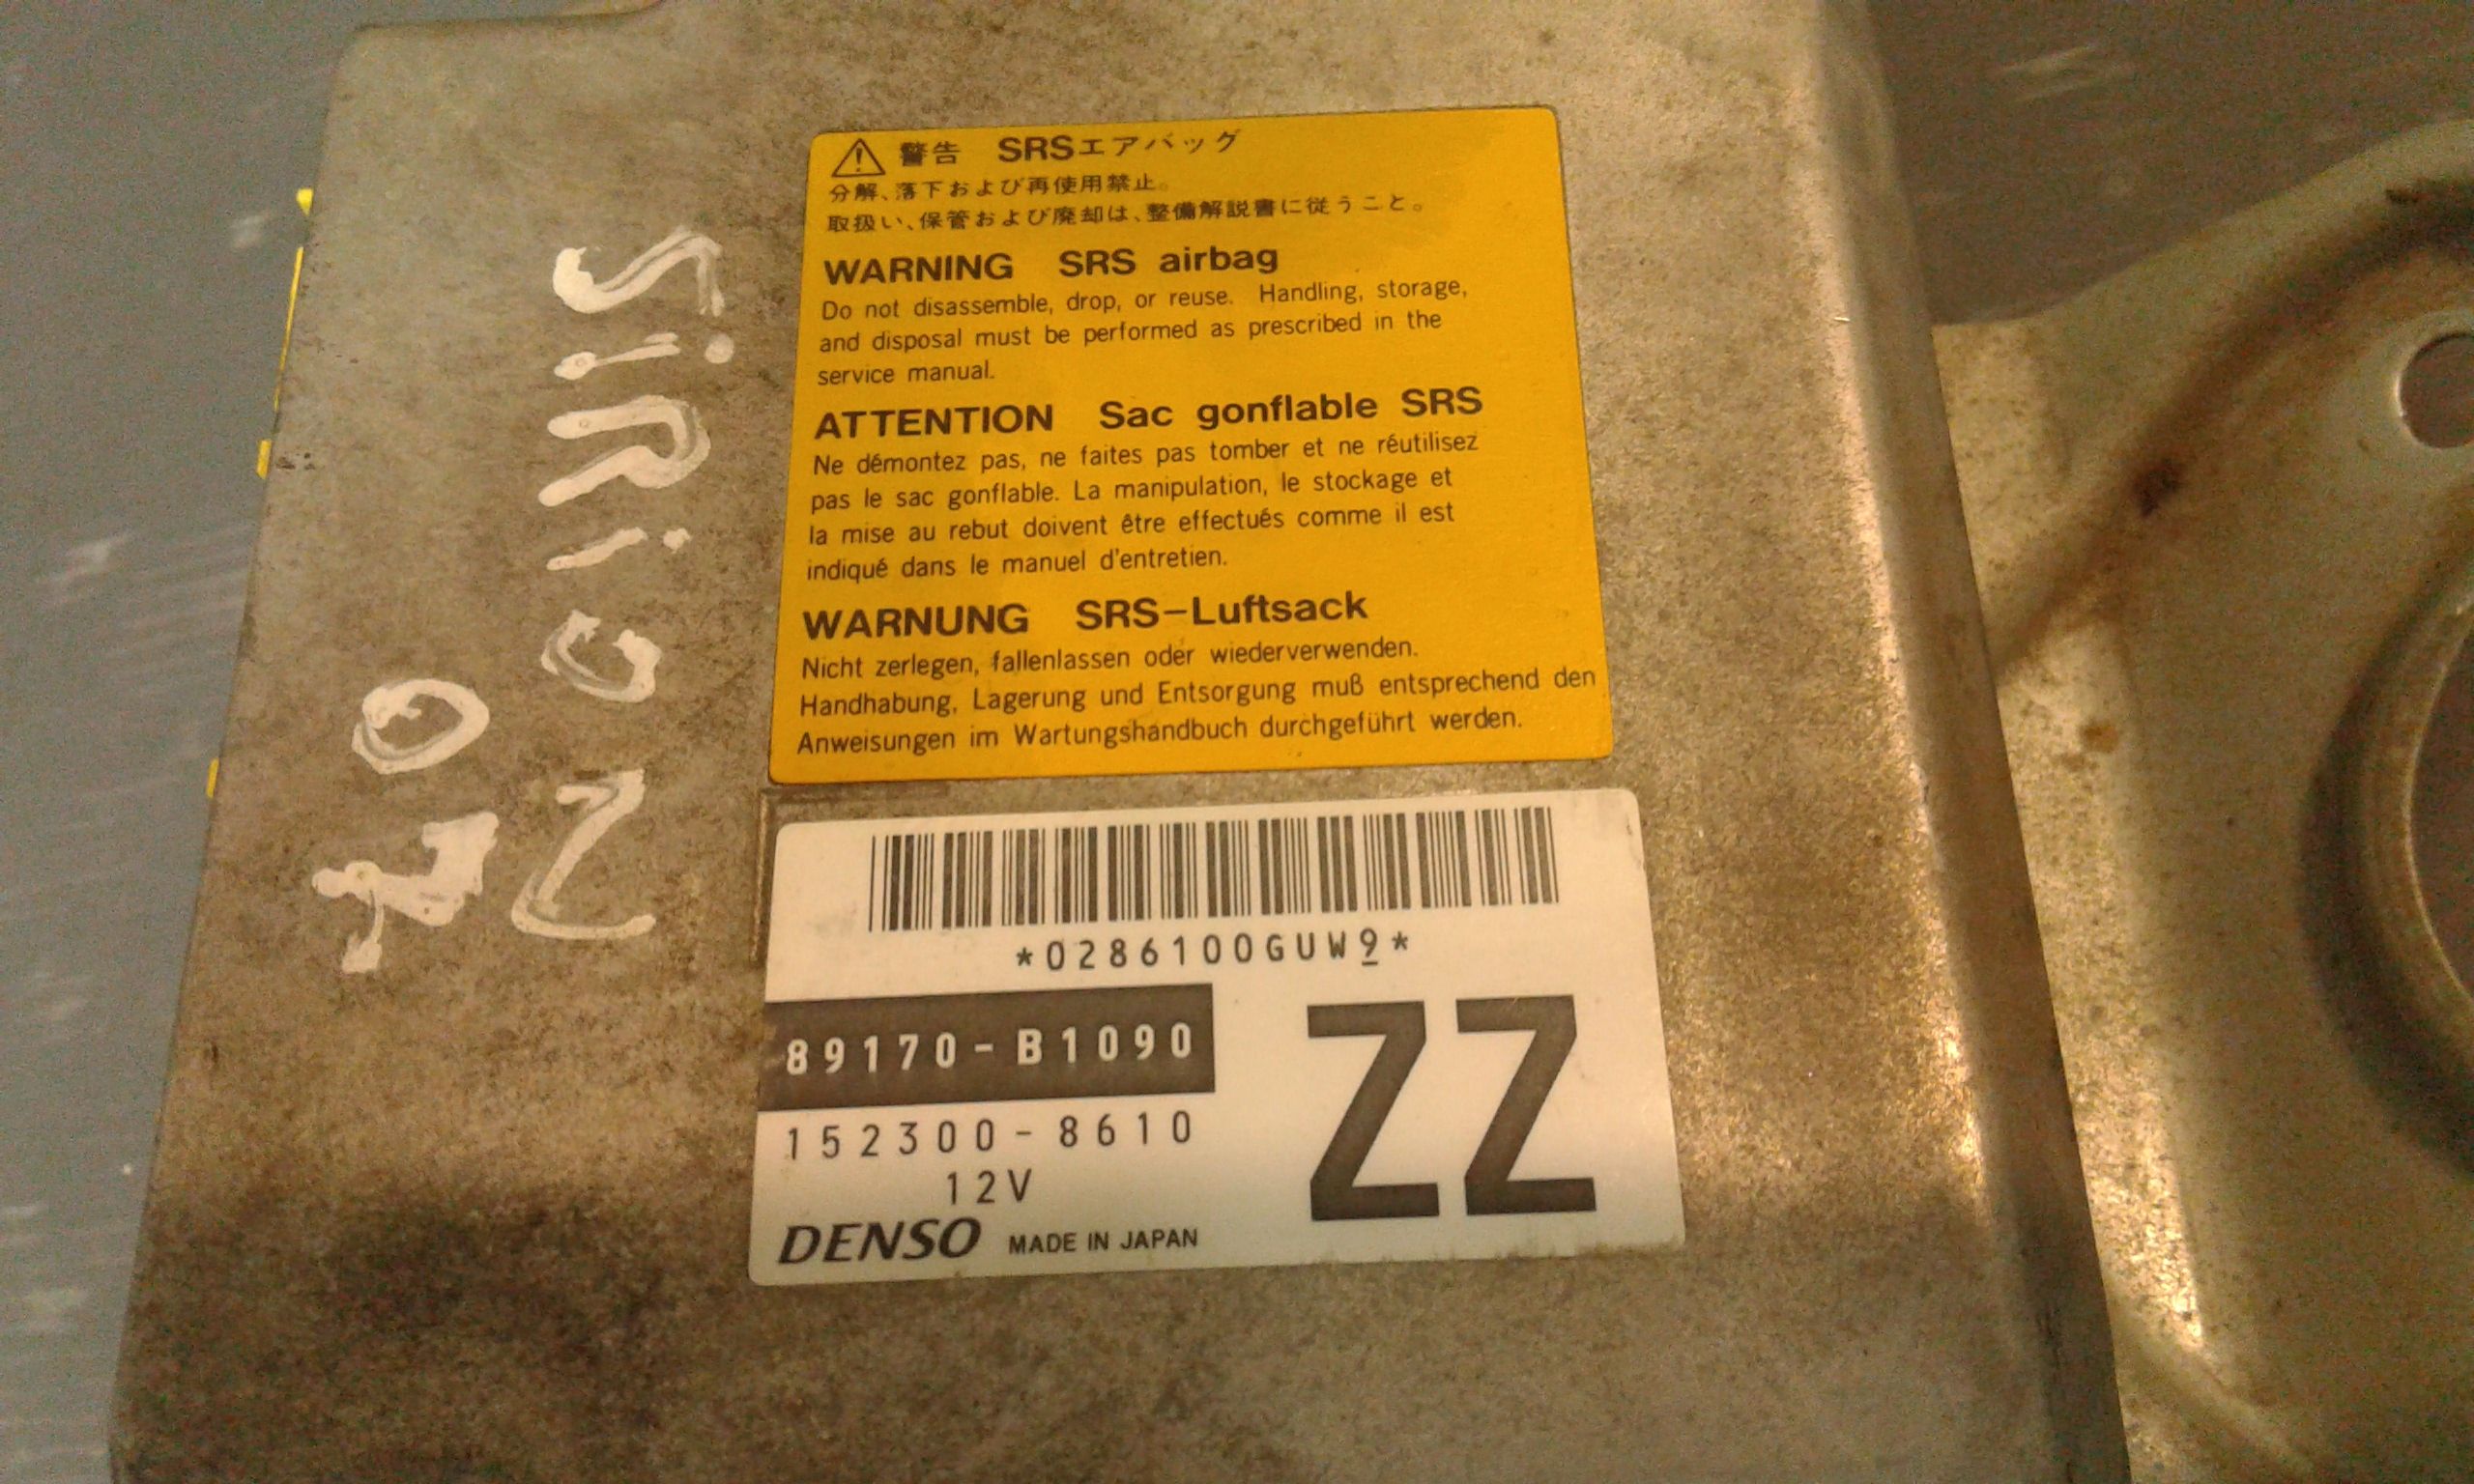 警告 SRSエアバッグ
分解、落下および再使用禁止。
取扱い、保管および廃却は、整備解説書に従うこと。
WARNING SRS airbag
Do not disassemble, drop, or reuse. Handling, storage,
and disposal must be performed as prescribed in the
service manual.
ATTENTION Sac gonflable SRS
Ne démontez pas, ne faites pas tomber et ne réutilisez
pas le sac gonflable. La manipulation, le stockage et
la mise au rebut doivent être effectués comme il est
indiqué dans le manuel d'entretien.
WARNUNG SRS-Luftsack
Nicht zerlegen, fallenlassen oder wiederverwenden.
Handhabung, Lagerung und Entsorgung muß entsprechend den
Anweisungen im Wartungshandbuch durchgeführt werden.
*0286100GUW9*
89170-B1090
152300-8610
12V
ZZ
DENSO MADE IN JAPAN